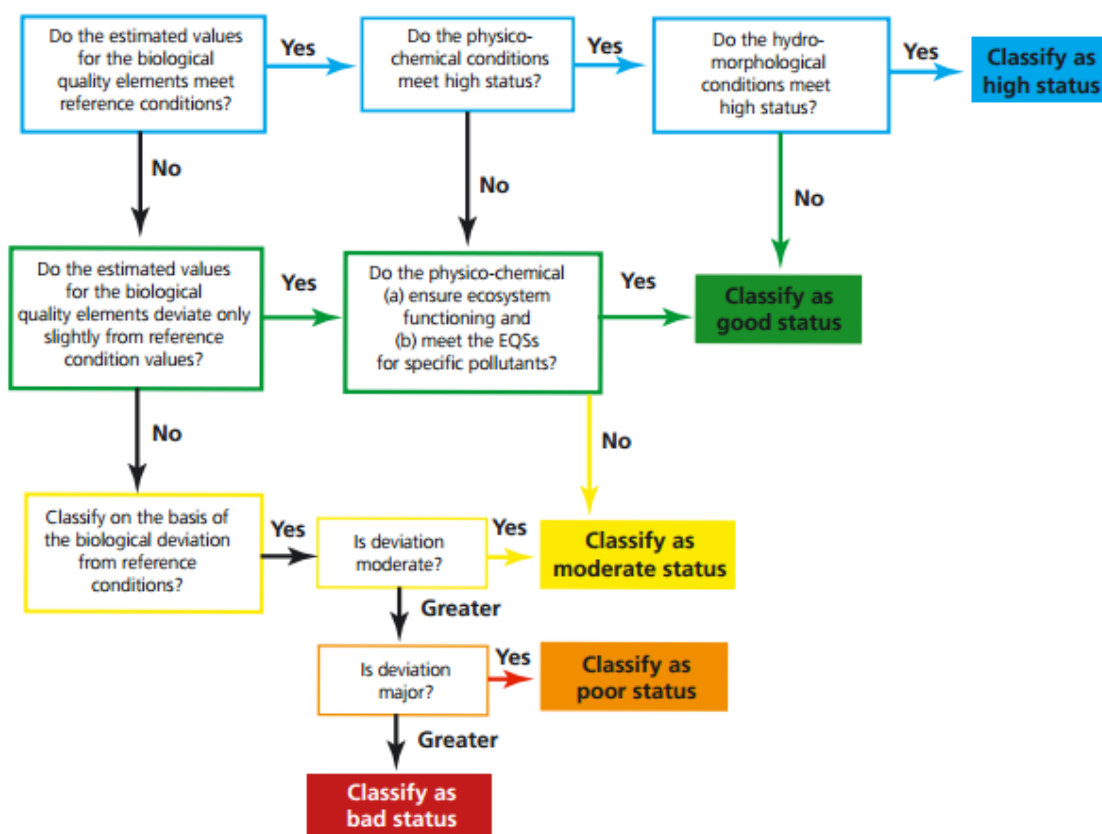 Do the estimated values
for the biological
quality elements meet
reference conditions?
Yes
Do the physico-
chemical conditions
meet high status?
Yes
Do the hydro-
morphological
conditions meet
high status?
Yes
Classify as
high status
No
No
No
Do the estimated values
for the biological
quality elements deviate only
slightly from reference
condition values?
Yes
Do the physico-chemical
(a) ensure ecosystem
functioning and
(b) meet the EQSs
for specific pollutants?
Yes
Classify as
good status
No
No
Classify on the basis of
the biological deviation
from reference
conditions?
Yes
Is deviation
moderate?
Yes
Classify as
moderate status
Greater
Is deviation
major?
Yes
Classify as
poor status
Greater
Classify as
bad status